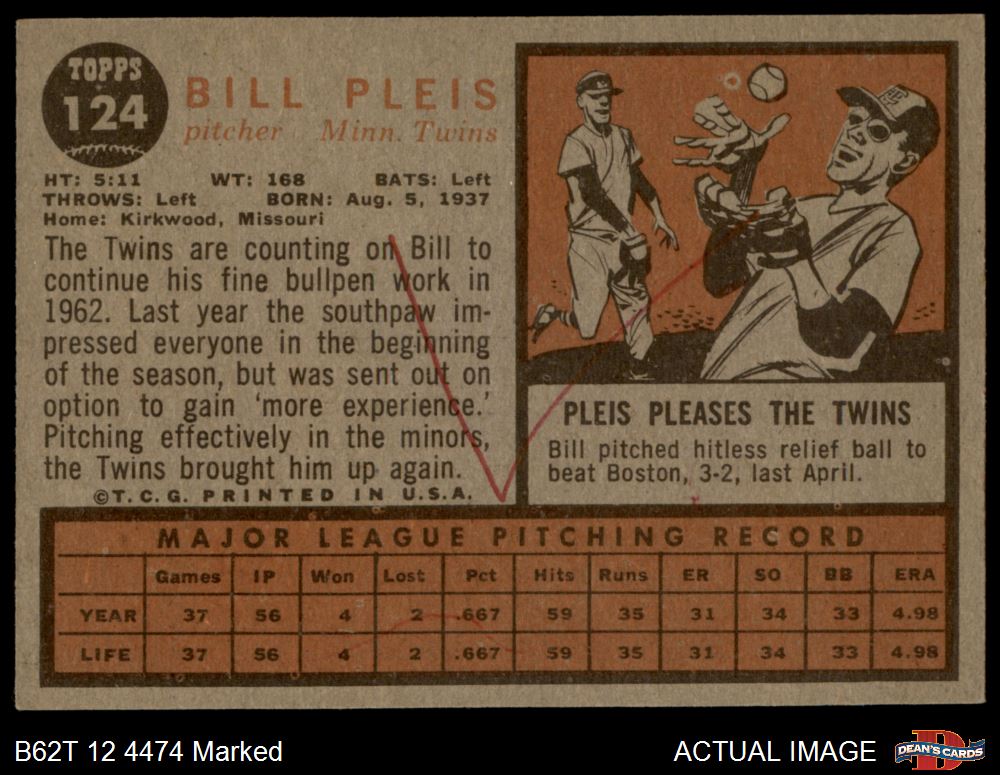 TOPPS
124
BILL PLEIS
pitcher Minn. Twins
HT: 5:11 WT: 168 BATS: Left
THROWS: Left BORN: Aug. 5, 1937
Home: Kirkwood, Missouri
The Twins are counting on Bill to
continue his fine bullpen work in
1962. Last year the southpaw im-
pressed everyone in the beginning
of the season, but was sent out on
option to gain 'more experience.'
Pitching effectively in the minors,
the Twins brought him up again.
©T.C.G. PRINTED IN U.S.A.
PLEIS PLEASES THE TWINS
Bill pitched hitless relief ball to
beat Boston, 3-2, last April.
MAJOR LEAGUE PITCHING RECORD
Games IP Won Lost Pct Hits Runs ER SO BB ERA
YEAR 37 56 4 2 .667 59 35 31 34 33 4.98
LIFE 37 56 4 2 .667 59 35 31 34 33 4.98
B62T 12 4474 Marked
ACTUAL IMAGE
DEAN'S CARDS